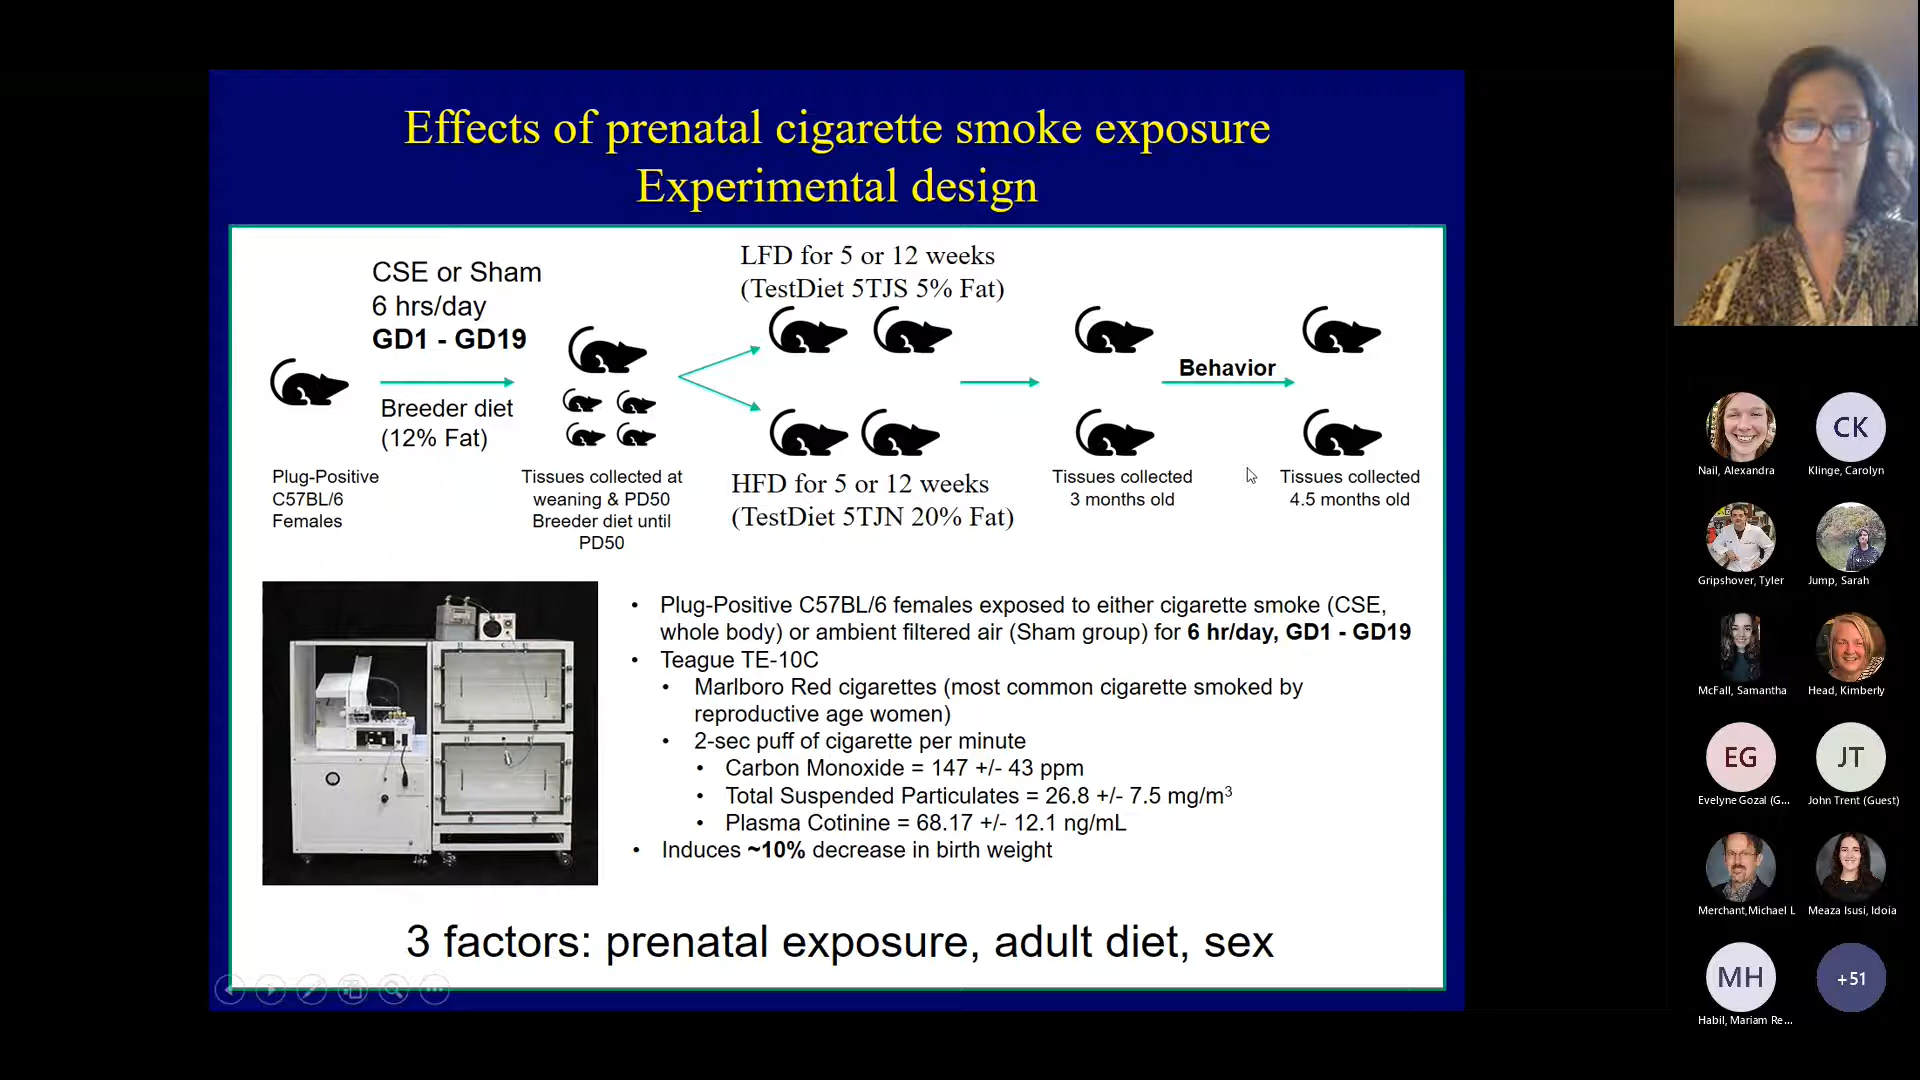 Effects of prenatal cigarette smoke exposure
Experimental design
CSE or Sham
6 hrs/day
GD1 - GD19
Breeder diet
(12% Fat)
Plug-Positive
C57BL/6
Females
Tissues collected at
weaning & PD50
Breeder diet until
PD50
LFD for 5 or 12 weeks
(TestDiet 5TJS 5% Fat)
HFD for 5 or 12 weeks
(TestDiet 5TJN 20% Fat)
Tissues collected
3 months old
Behavior
Tissues collected
4.5 months old
• Plug-Positive C57BL/6 females exposed to either cigarette smoke (CSE,
whole body) or ambient filtered air (Sham group) for 6 hr/day, GD1 - GD19
• Teague TE-10C
• Marlboro Red cigarettes (most common cigarette smoked by
reproductive age women)
• 2-sec puff of cigarette per minute
• Carbon Monoxide = 147 +/- 43 ppm
• Total Suspended Particulates = 26.8 +/- 7.5 mg/m³
• Plasma Cotinine = 68.17 +/- 12.1 ng/mL
• Induces ~10% decrease in birth weight
3 factors: prenatal exposure, adult diet, sex
Nail, Alexandra
CK
Klinge, Carolyn
Gripshover, Tyler
Jump, Sarah
McFall, Samantha
Head, Kimberly
EG
Evelyne Gozal (G...
JT
John Trent (Guest)
Merchant,Michael L
Meaza Isusi, Idoia
MH
Habil, Mariam Re...
+51